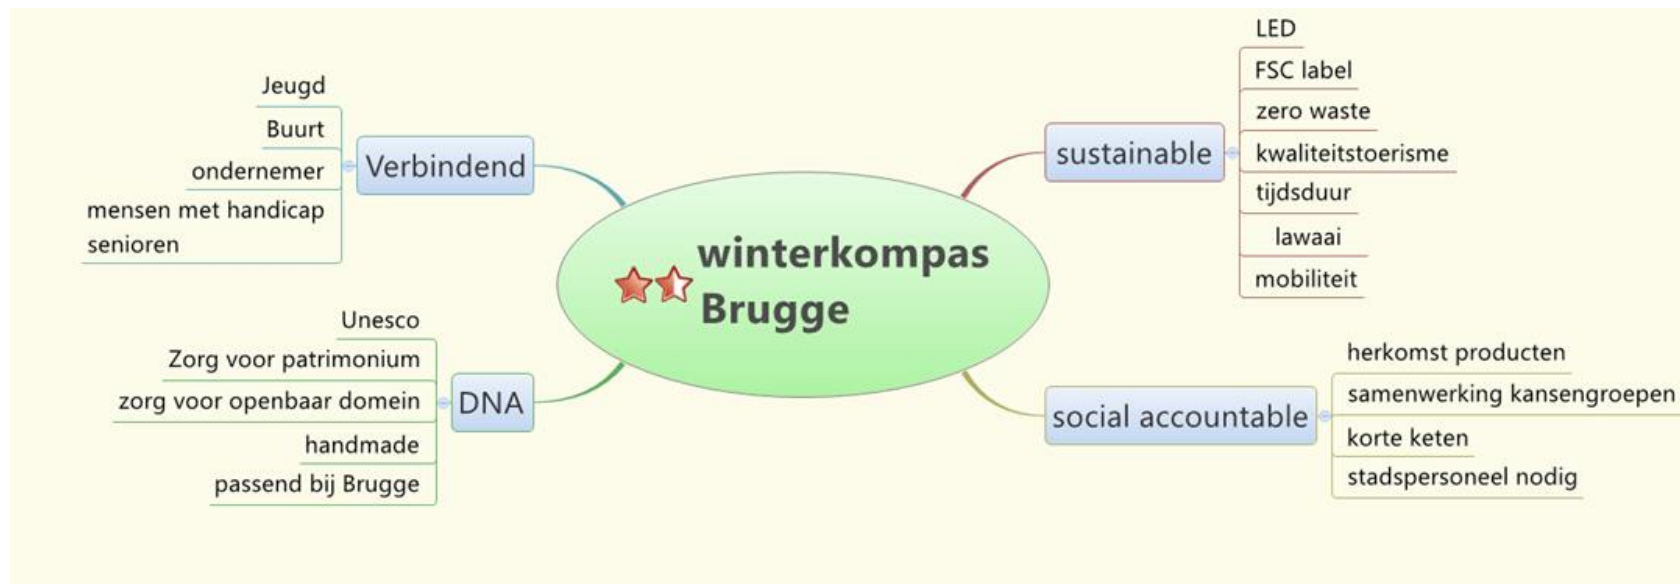 winterkompas
Brugge
Verbindend
Jeugd
Buurt
ondernemer
mensen met handicap
senioren
DNA
Unesco
Zorg voor patrimonium
zorg voor openbaar domein
handmade
passend bij Brugge
sustainable
LED
FSC label
zero waste
kwaliteitstoerisme
tijdsduur
lawaai
mobiliteit
social accountable
herkomst producten
samenwerking kansengroepen
korte keten
stadspersoneel nodig